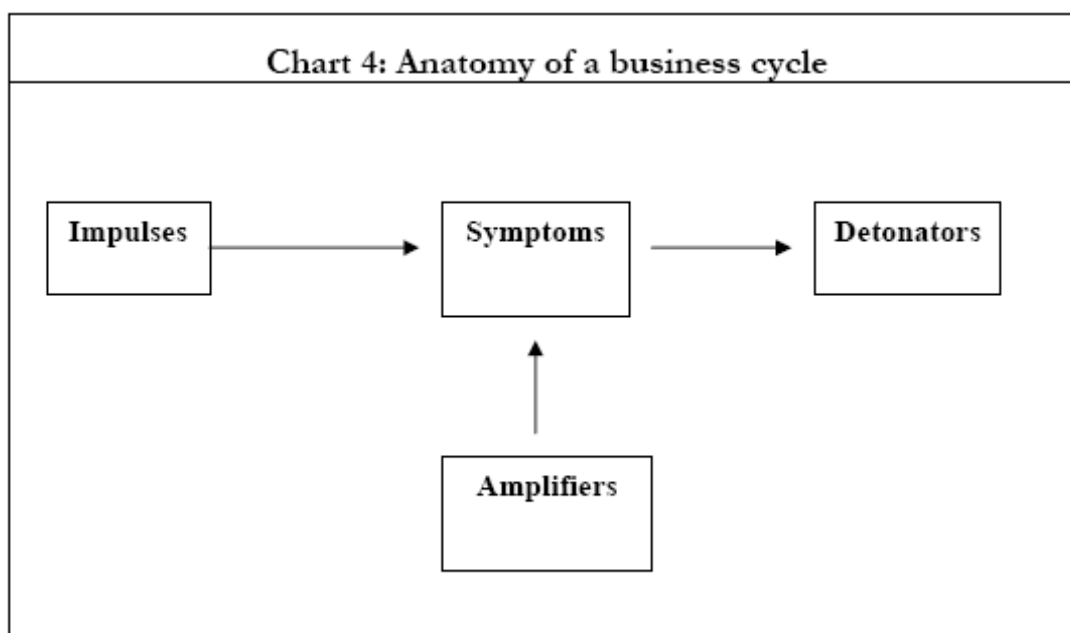 Chart 4: Anatomy of a business cycle
Impulses
Symptoms
Detonators
Amplifiers